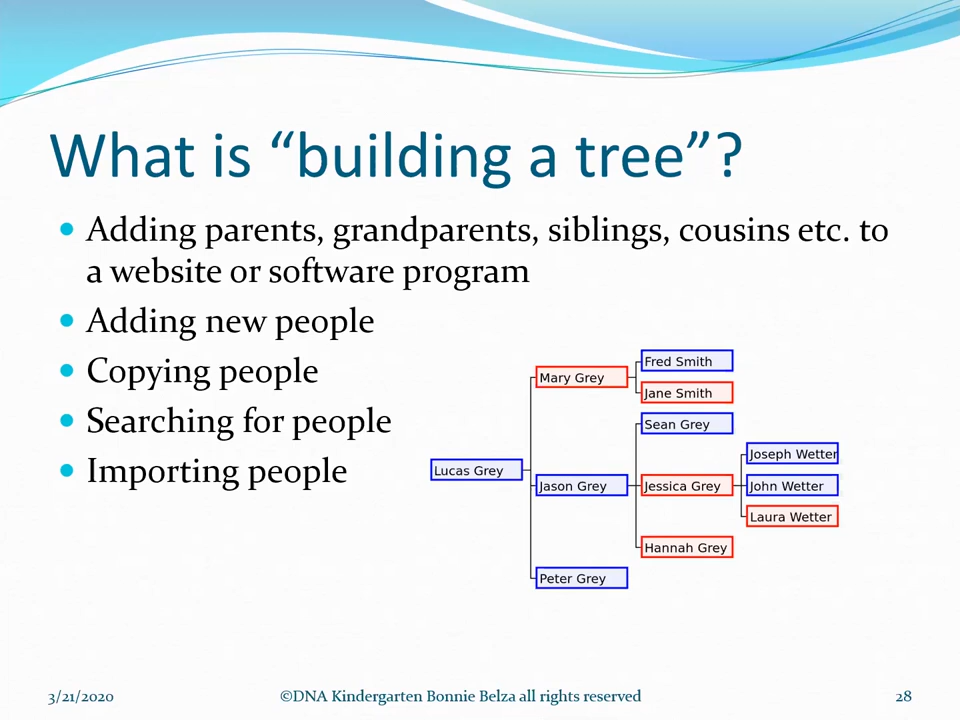 What is “building a tree”?
Adding parents, grandparents, siblings, cousins etc. to
a website or software program
Adding new people
Copying people
Searching for people
Importing people
Lucas Grey
Mary Grey
Fred Smith
Jane Smith
Jason Grey
Sean Grey
Jessica Grey
Joseph Wetter
John Wetter
Laura Wetter
Hannah Grey
Peter Grey
3/21/2020
©DNA Kindergarten Bonnie Belza all rights reserved
28